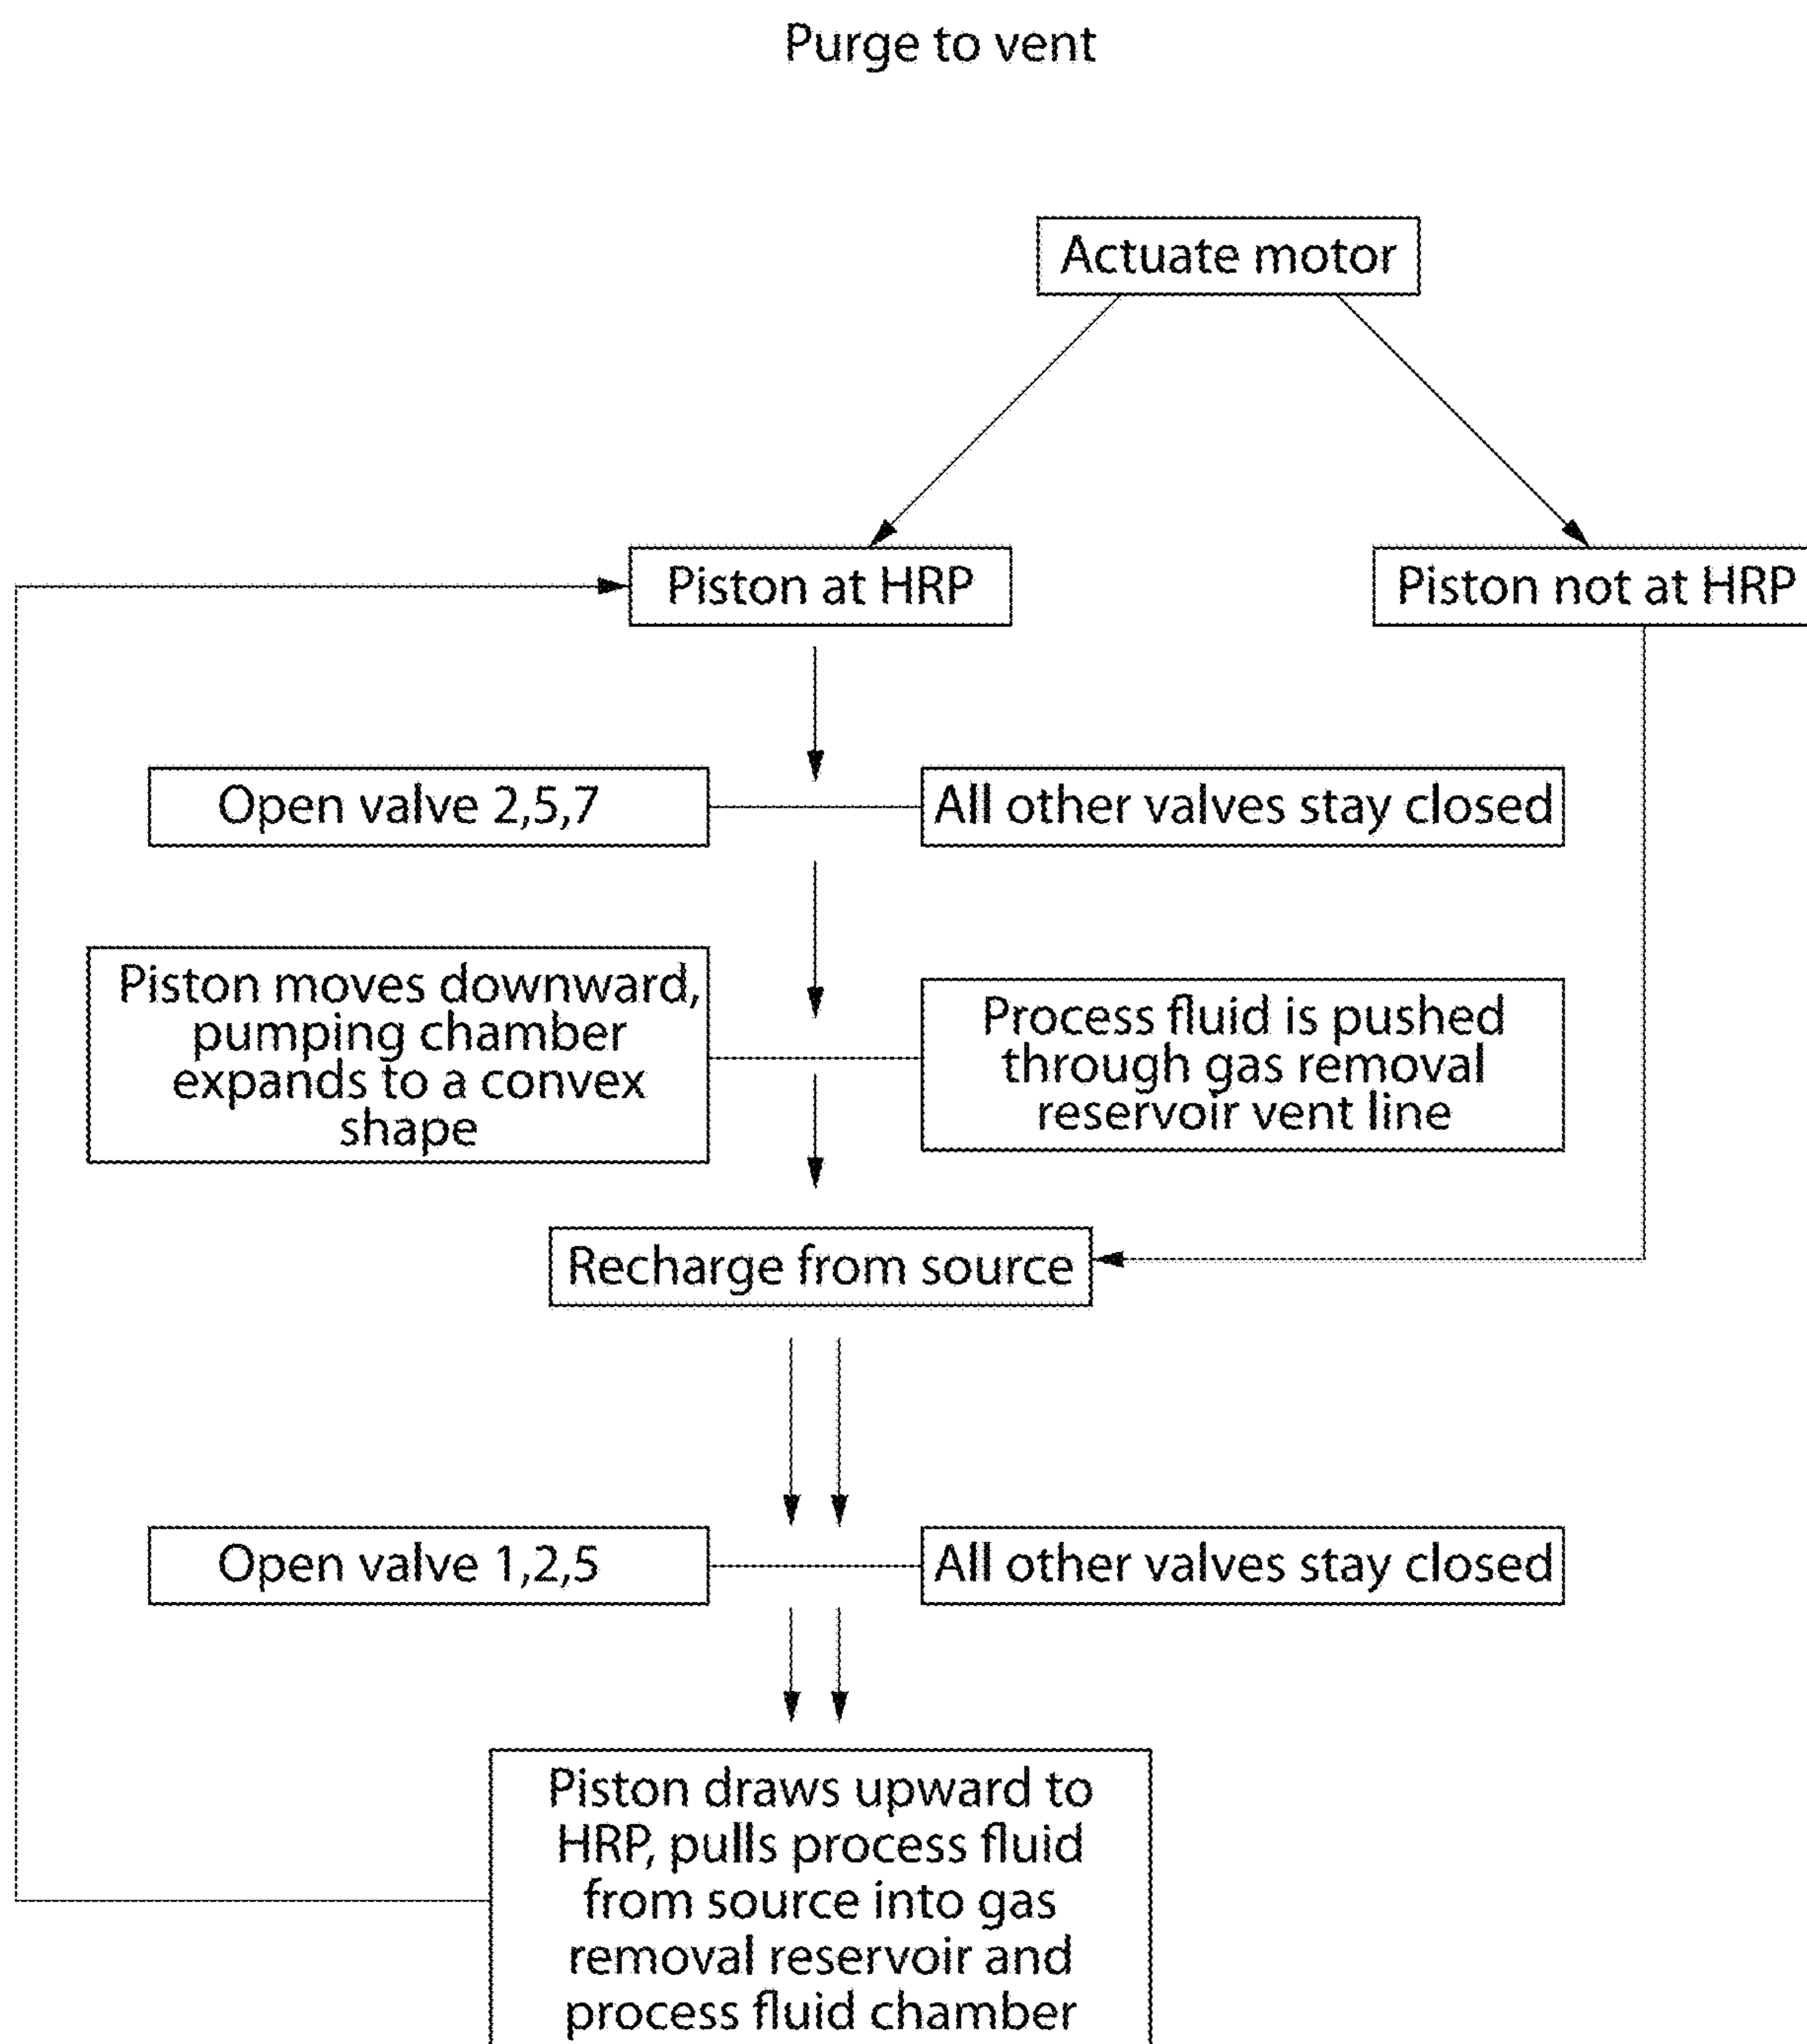 Purge to vent
Actuate motor
Piston at HRP
Piston not at HRP
Open valve 2,5,7
All other valves stay closed
Piston moves downward,
pumping chamber
expands to a convex
shape
Process fluid is pushed
through gas removal
reservoir vent line
Recharge from source
Open valve 1,2,5
All other valves stay closed
Piston draws upward to
HRP, pulls process fluid
from source into gas
removal reservoir and
process fluid chamber